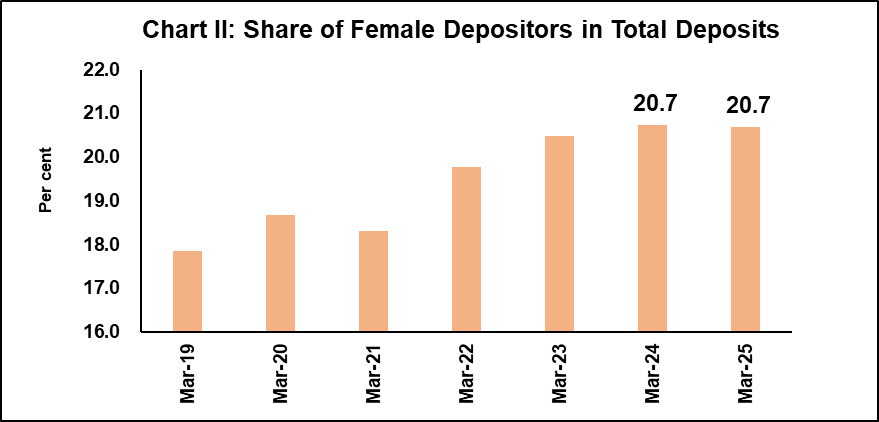 Chart II: Share of Female Depositors in Total Deposits
22.0
21.0
20.0
19.0
18.0
17.0
16.0
Per cent
20.7
20.7
Mar-19
Mar-20
Mar-21
Mar-22
Mar-23
Mar-24
Mar-25